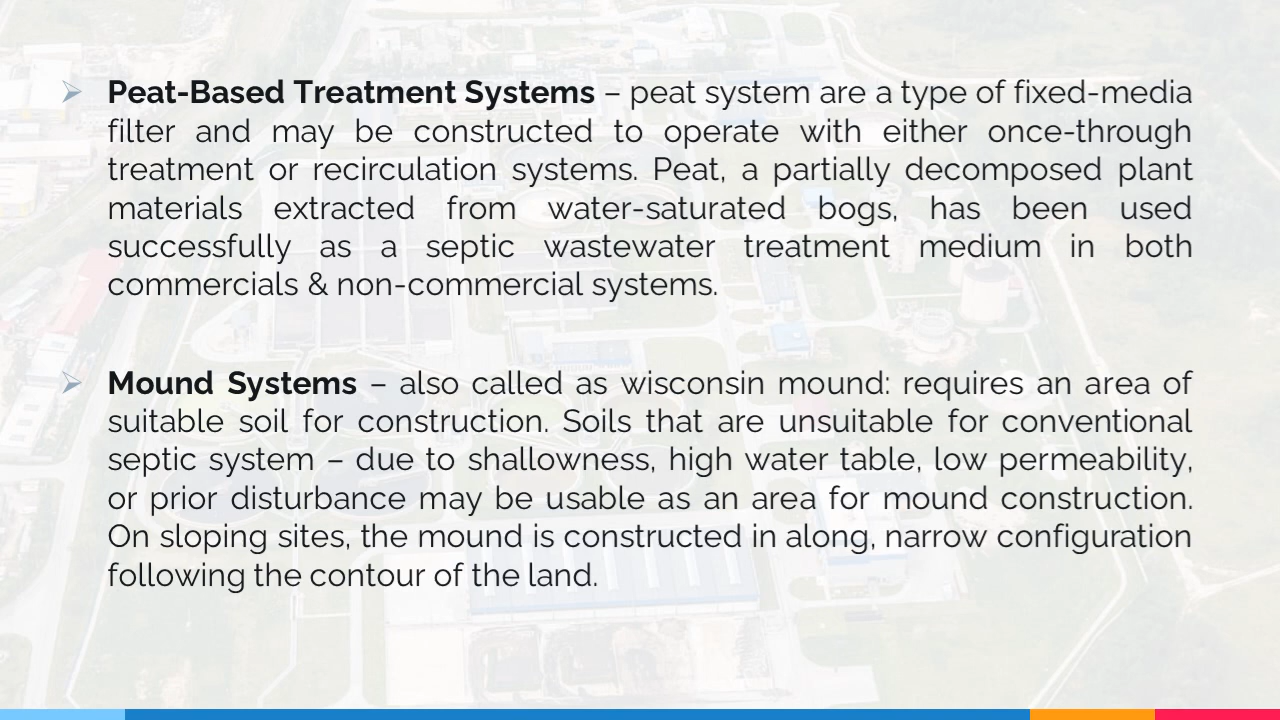 Peat-Based Treatment Systems – peat system are a type of fixed-media
filter and may be constructed to operate with either once-through
treatment or recirculation systems. Peat, a partially decomposed plant
materials extracted from water-saturated bogs, has been used
successfully as a septic wastewater treatment medium in both
commercials & non-commercial systems.
Mound Systems – also called as wisconsin mound: requires an area of
suitable soil for construction. Soils that are unsuitable for conventional
septic system – due to shallowness, high water table, low permeability,
or prior disturbance may be usable as an area for mound construction.
On sloping sites, the mound is constructed in along, narrow configuration
following the contour of the land.